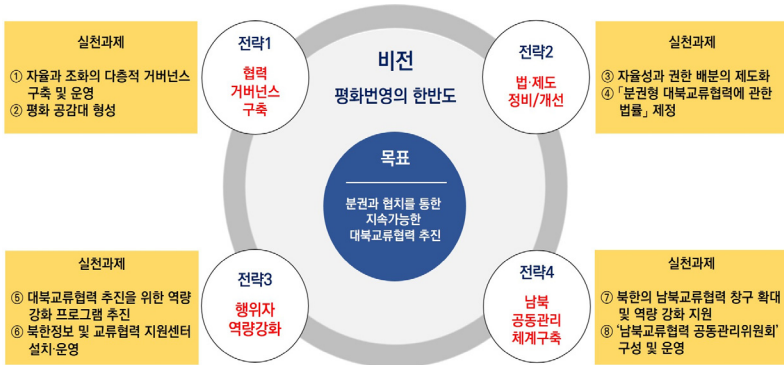 실천과제
① 자율과 조화의 다층적 거버넌스
구축 및 운영
② 평화 공감대 형성
전략1
협력
거버넌스
구축
비전
평화번영의 한반도
전략2
법·제도
정비/개선
실천과제
③ 자율성과 권한 배분의 제도화
④ 「분권형 대북교류협력에 관한
법률」 제정
목표
분권과 협치를 통한
지속가능한
대북교류협력 추진
실천과제
⑤ 대북교류협력 추진을 위한 역량
강화 프로그램 추진
⑥ 북한정보 및 교류협력 지원센터
설치·운영
전략3
행위자
역량강화
전략4
남북
공동관리
체계구축
실천과제
⑦ 북한의 남북교류협력 창구 확대
및 역량 강화 지원
⑧ ‘남북교류협력 공동관리위원회’
구성 및 운영